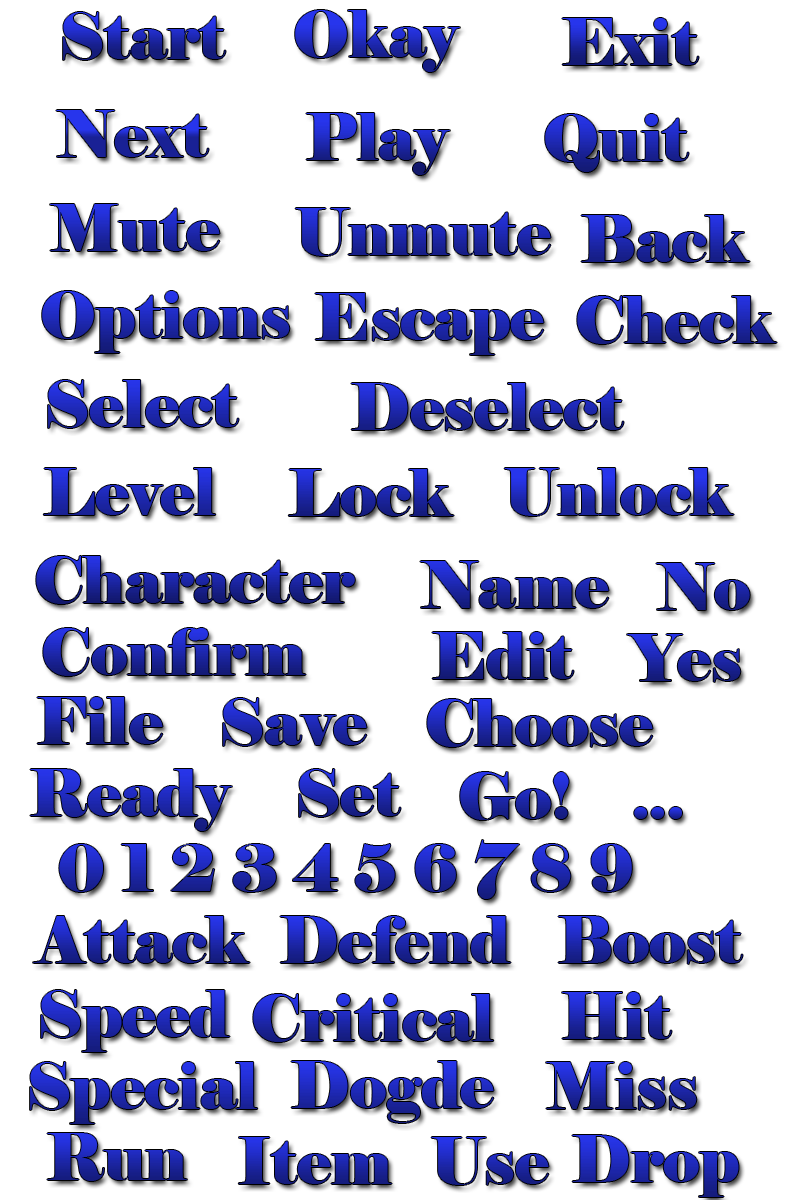 Start Okay Exit
Next Play Quit
Mute Unmute Back
Options Escape Check
Select Deselect
Level Lock Unlock
Character Name No
Confirm Edit Yes
File Save Choose
Ready Set Go! ...
0 1 2 3 4 5 6 7 8 9
Attack Defend Boost
Speed Critical Hit
Special Dogde Miss
Run Item Use Drop